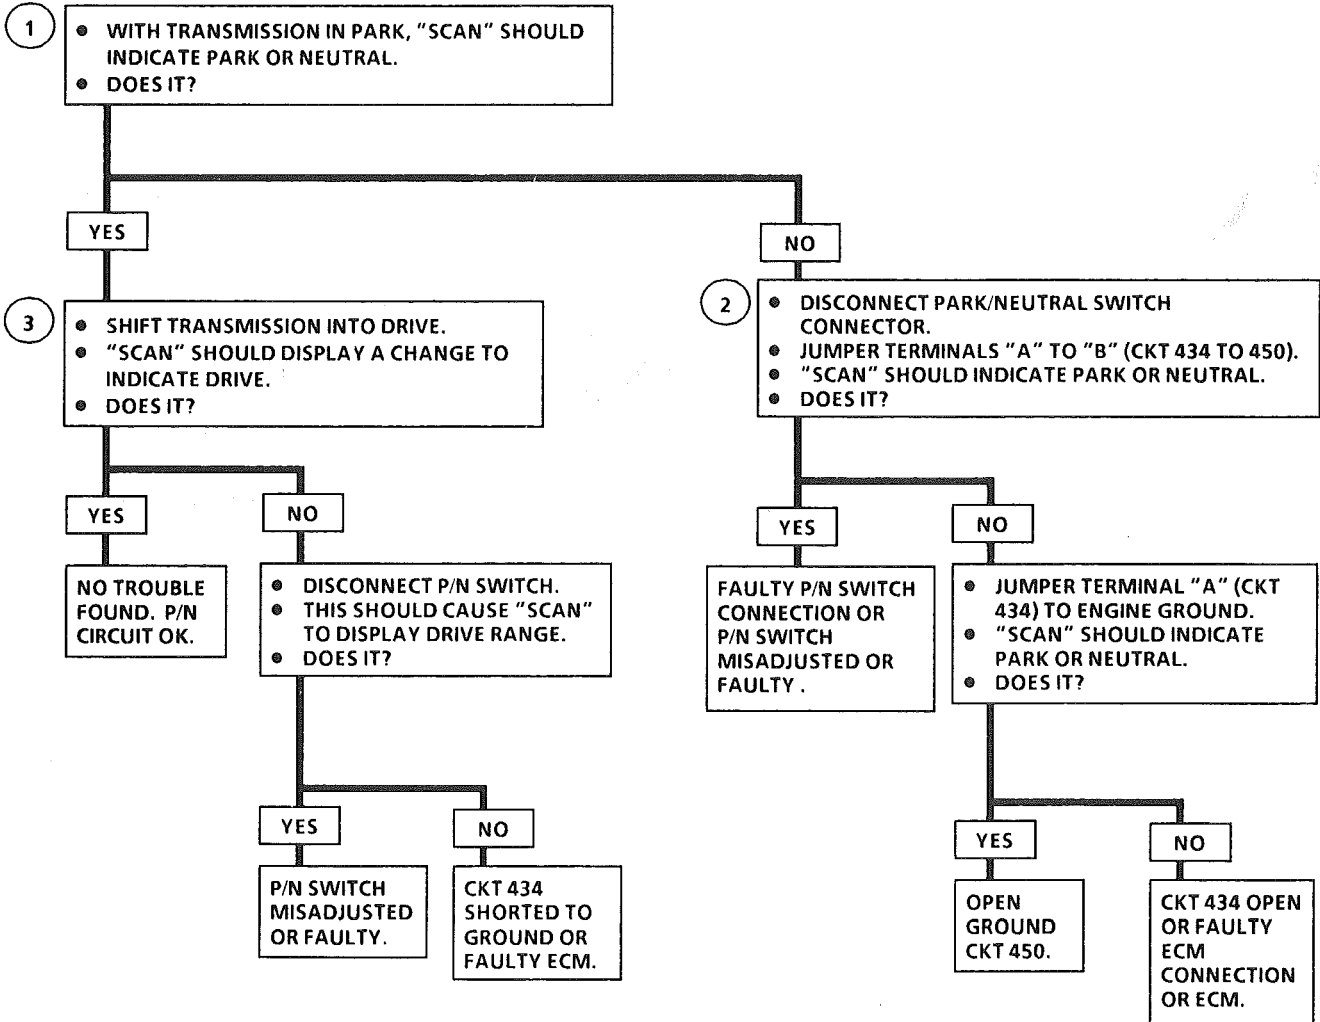 1
• WITH TRANSMISSION IN PARK, "SCAN" SHOULD
INDICATE PARK OR NEUTRAL.
• DOES IT?
YES
NO
3
• SHIFT TRANSMISSION INTO DRIVE.
• "SCAN" SHOULD DISPLAY A CHANGE TO
INDICATE DRIVE.
• DOES IT?
2
• DISCONNECT PARK/NEUTRAL SWITCH
CONNECTOR.
• JUMPER TERMINALS "A" TO "B" (CKT 434 TO 450).
• "SCAN" SHOULD INDICATE PARK OR NEUTRAL.
• DOES IT?
YES
NO
YES
NO
NO TROUBLE
FOUND. P/N
CIRCUIT OK.
• DISCONNECT P/N SWITCH.
• THIS SHOULD CAUSE "SCAN"
TO DISPLAY DRIVE RANGE.
• DOES IT?
FAULTY P/N SWITCH
CONNECTION OR
P/N SWITCH
MISADJUSTED OR
FAULTY .
• JUMPER TERMINAL "A" (CKT
434) TO ENGINE GROUND.
• "SCAN" SHOULD INDICATE
PARK OR NEUTRAL.
• DOES IT?
YES
NO
YES
NO
P/N SWITCH
MISADJUSTED
OR FAULTY.
CKT 434
SHORTED TO
GROUND OR
FAULTY ECM.
OPEN
GROUND
CKT 450.
CKT 434 OPEN
OR FAULTY
ECM
CONNECTION
OR ECM.